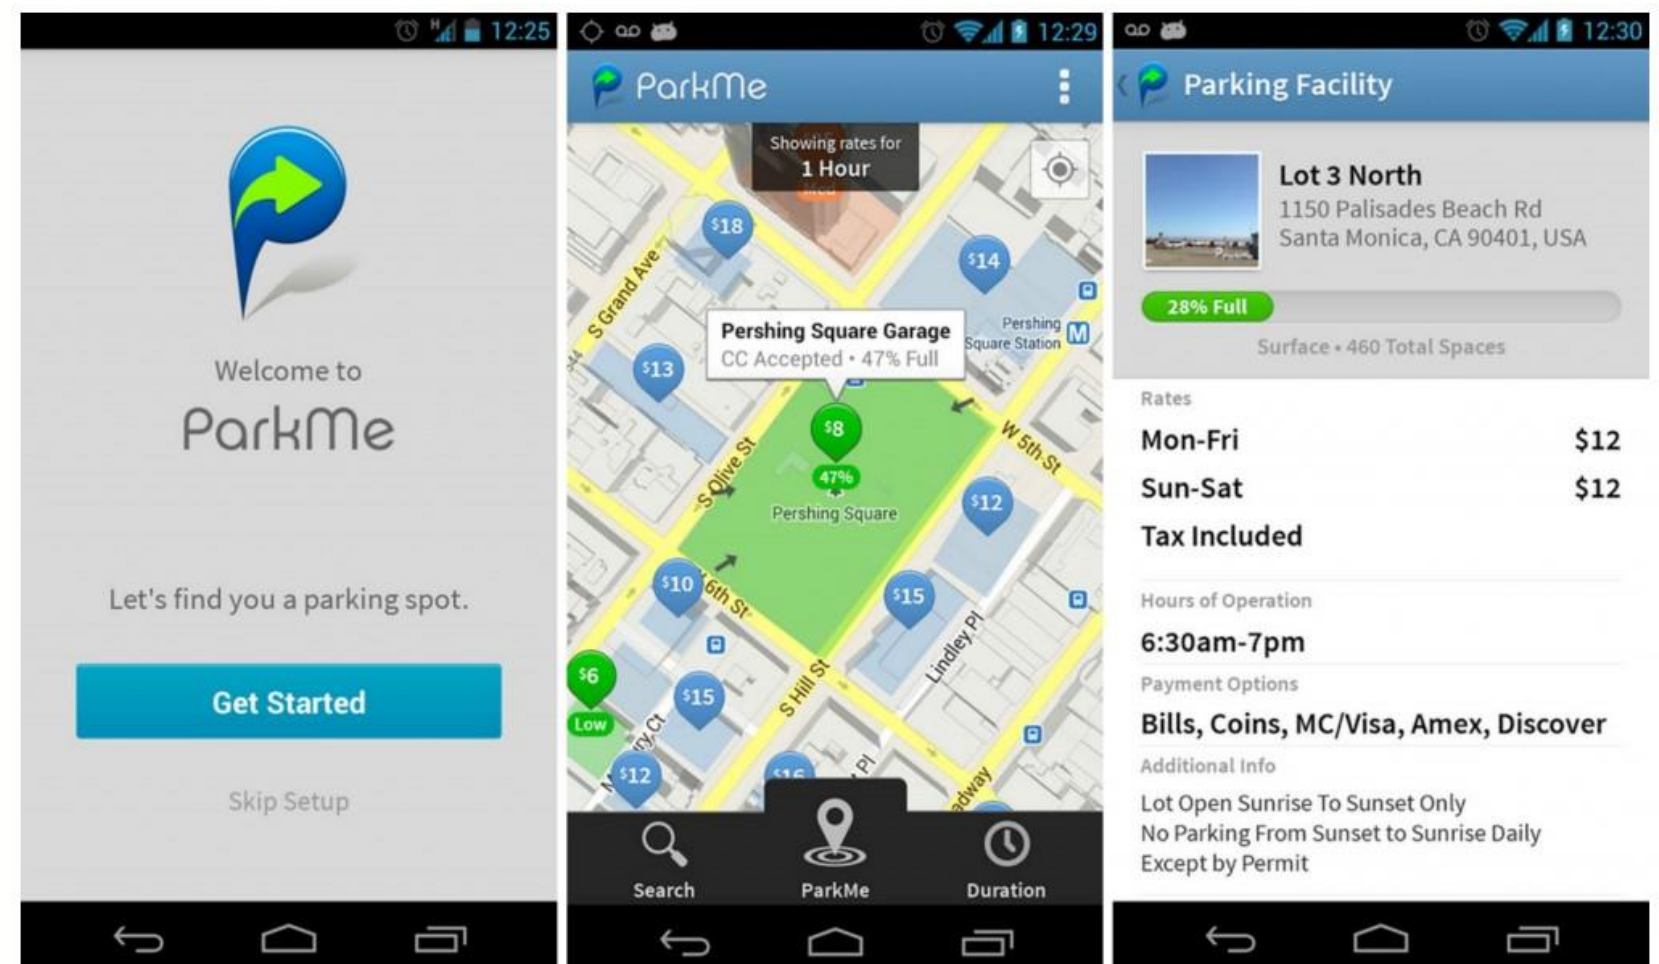 12:25
Welcome to
ParkMe
Let's find you a parking spot.
Get Started
Skip Setup
12:29
ParkMe
Showing rates for
1 Hour
Med
$18
$14
S Grand Ave
Pershing
Square Station
M
Pershing Square Garage
CC Accepted • 47% Full
$13
$8
47%
W 5th St
S Olive St
Pershing Square
$12
$10
6th St
$15
Lindley Pl
$6
Low
$15
S Hill St
$12
$16
Pl
Search
ParkMe
Duration
12:30
Parking Facility
Lot 3 North
1150 Palisades Beach Rd
Santa Monica, CA 90401, USA
28% Full
Surface • 460 Total Spaces
Rates
Mon-Fri $12
Sun-Sat $12
Tax Included
Hours of Operation
6:30am-7pm
Payment Options
Bills, Coins, MC/Visa, Amex, Discover
Additional Info
Lot Open Sunrise To Sunset Only
No Parking From Sunset to Sunrise Daily
Except by Permit